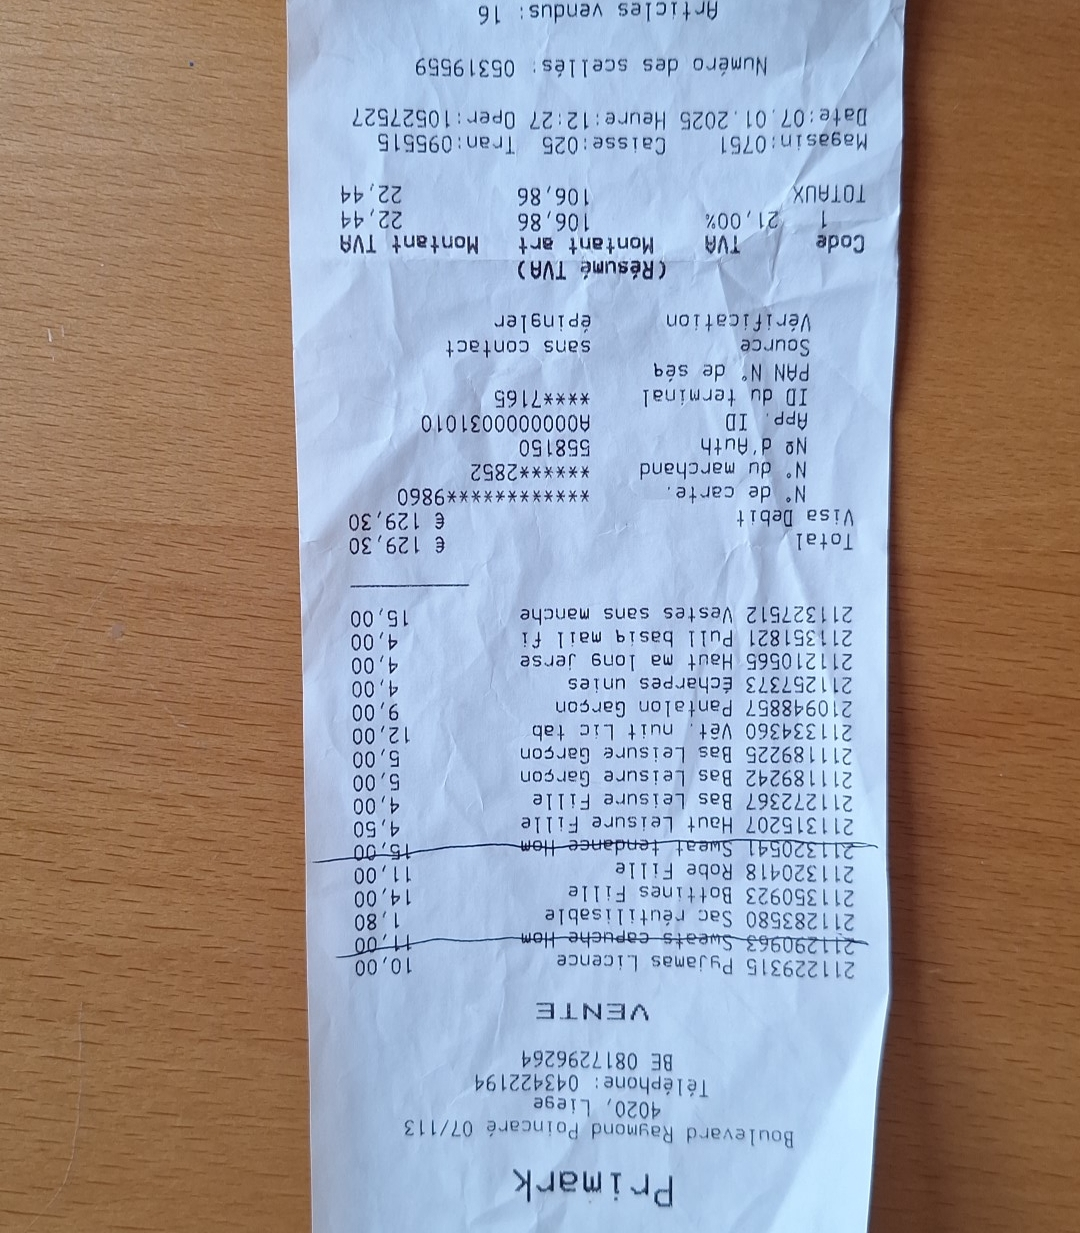 Primark
Boulevard Raymond Poincaré 07/113
4020, Liege
Téléphone: 043422194
BE 0817296264
VENTE
211229315 Pyjamas Licence 10,00
211290963 Sweats capuche Hom 11,00
211283580 Sac réutilisable 1,80
211350923 Bottines Fille 14,00
211320418 Robe Fille 11,00
211320541 Sweat tendance Hom 15,00
211315207 Haut Leisure Fille 4,50
211272367 Bas Leisure Fille 4,00
211189242 Bas Leisure Garçon 5,00
211189225 Bas Leisure Garçon 5,00
211334360 Vêt. nuit Lic tab 12,00
210948857 Pantalon Garçon 9,00
211257373 Écharpes unies 4,00
211210565 Haut ma long jerse 4,00
211351821 Pull basiq mail fi 4,00
211327512 Vestes sans manche 15,00
Total € 129,30
Visa Debit € 129,30
N° de carte. ************9860
N° du marchand ******2852
Nº d'Auth 558150
App. ID A0000000031010
ID du terminal ****7165
PAN N° de séq
Source sans contact
Vérification épingler
(Résumé TVA)
Code TVA Montant art Montant TVA
1 21,00% 106,86 22,44
TOTAUX 106,86 22,44
Magasin:0751 Caisse:025 Tran:095515
Date:07.01.2025 Heure:12:27 Oper:10527527
Numéro des scellés: 05319559
Articles vendus: 16